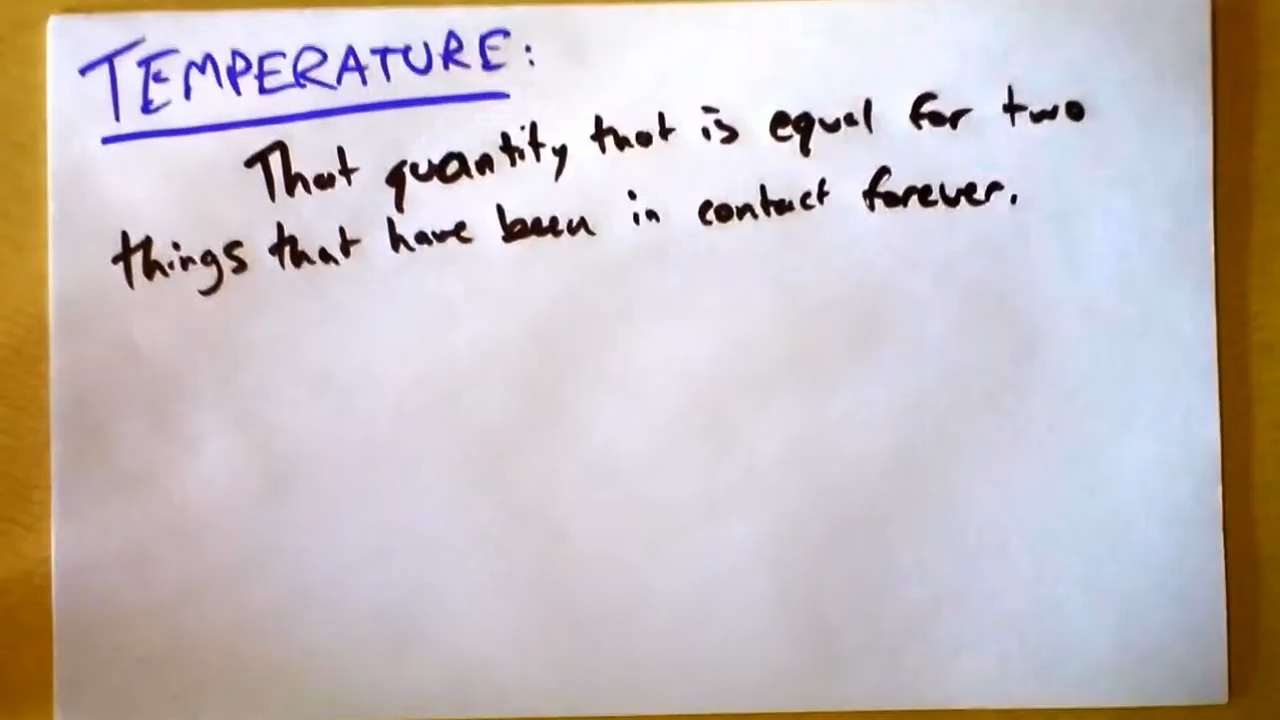 TEMPERATURE:
That quantity that is equal for two
things that have been in contact forever.